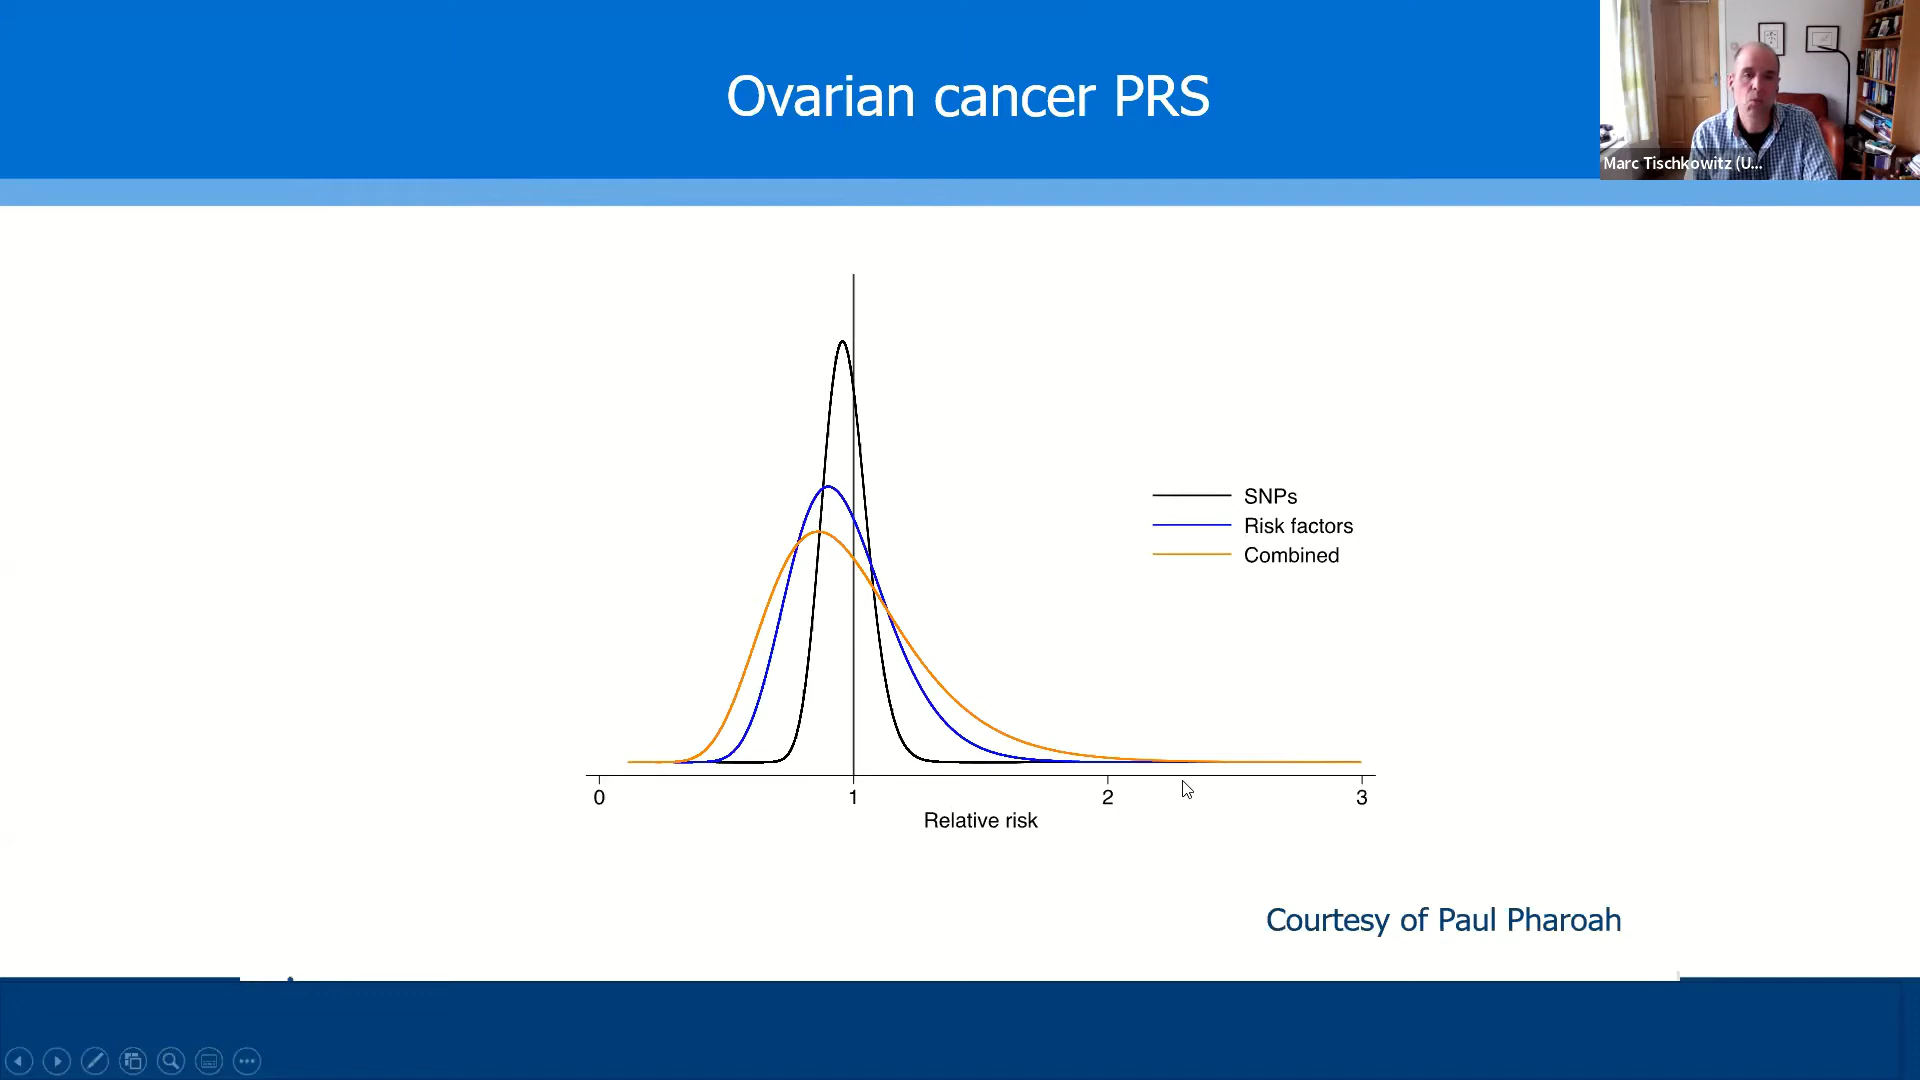 Ovarian cancer PRS
Marc Tischkowitz (U...
SNPs
Risk factors
Combined
0 1 2 3
Relative risk
Courtesy of Paul Pharoah